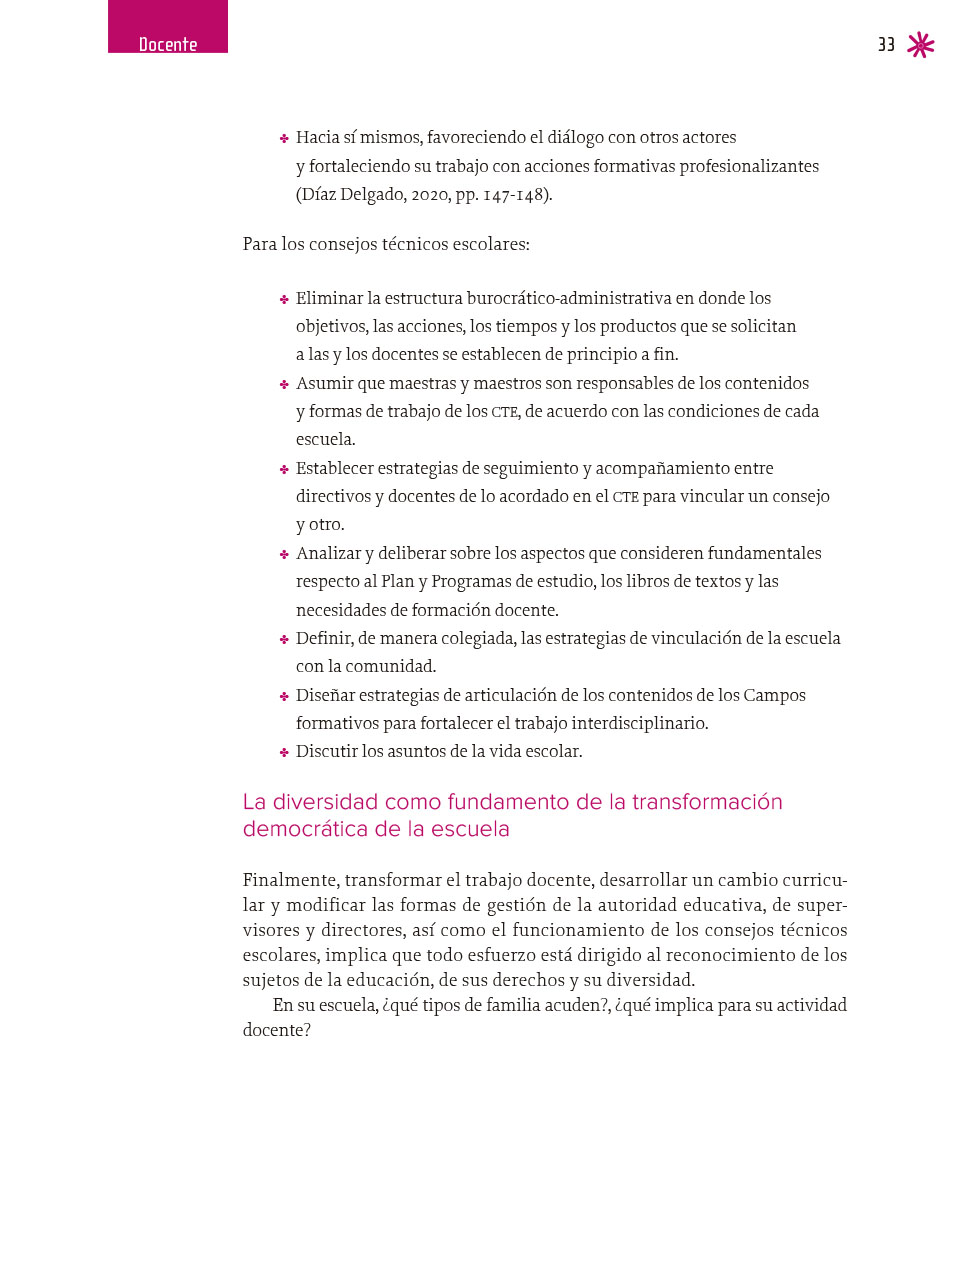 Docente
33
✤ Hacia sí mismos, favoreciendo el diálogo con otros actores
y fortaleciendo su trabajo con acciones formativas profesionalizantes
(Díaz Delgado, 2020, pp. 147-148).
Para los consejos técnicos escolares:
✤ Eliminar la estructura burocrático-administrativa en donde los
objetivos, las acciones, los tiempos y los productos que se solicitan
a las y los docentes se establecen de principio a fin.
✤ Asumir que maestras y maestros son responsables de los contenidos
y formas de trabajo de los CTE, de acuerdo con las condiciones de cada
escuela.
✤ Establecer estrategias de seguimiento y acompañamiento entre
directivos y docentes de lo acordado en el CTE para vincular un consejo
y otro.
✤ Analizar y deliberar sobre los aspectos que consideren fundamentales
respecto al Plan y Programas de estudio, los libros de textos y las
necesidades de formación docente.
✤ Definir, de manera colegiada, las estrategias de vinculación de la escuela
con la comunidad.
✤ Diseñar estrategias de articulación de los contenidos de los Campos
formativos para fortalecer el trabajo interdisciplinario.
✤ Discutir los asuntos de la vida escolar.
La diversidad como fundamento de la transformación
democrática de la escuela
Finalmente, transformar el trabajo docente, desarrollar un cambio curricu-
lar y modificar las formas de gestión de la autoridad educativa, de super-
visores y directores, así como el funcionamiento de los consejos técnicos
escolares, implica que todo esfuerzo está dirigido al reconocimiento de los
sujetos de la educación, de sus derechos y su diversidad.
En su escuela, ¿qué tipos de familia acuden?, ¿qué implica para su actividad
docente?